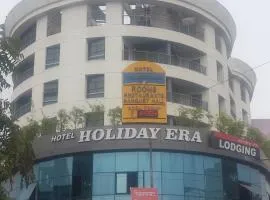 HOTEL
ROOMS
RESTAURANTS
BANQUET HALL
HOTEL HOLIDAY ERA
LODGING